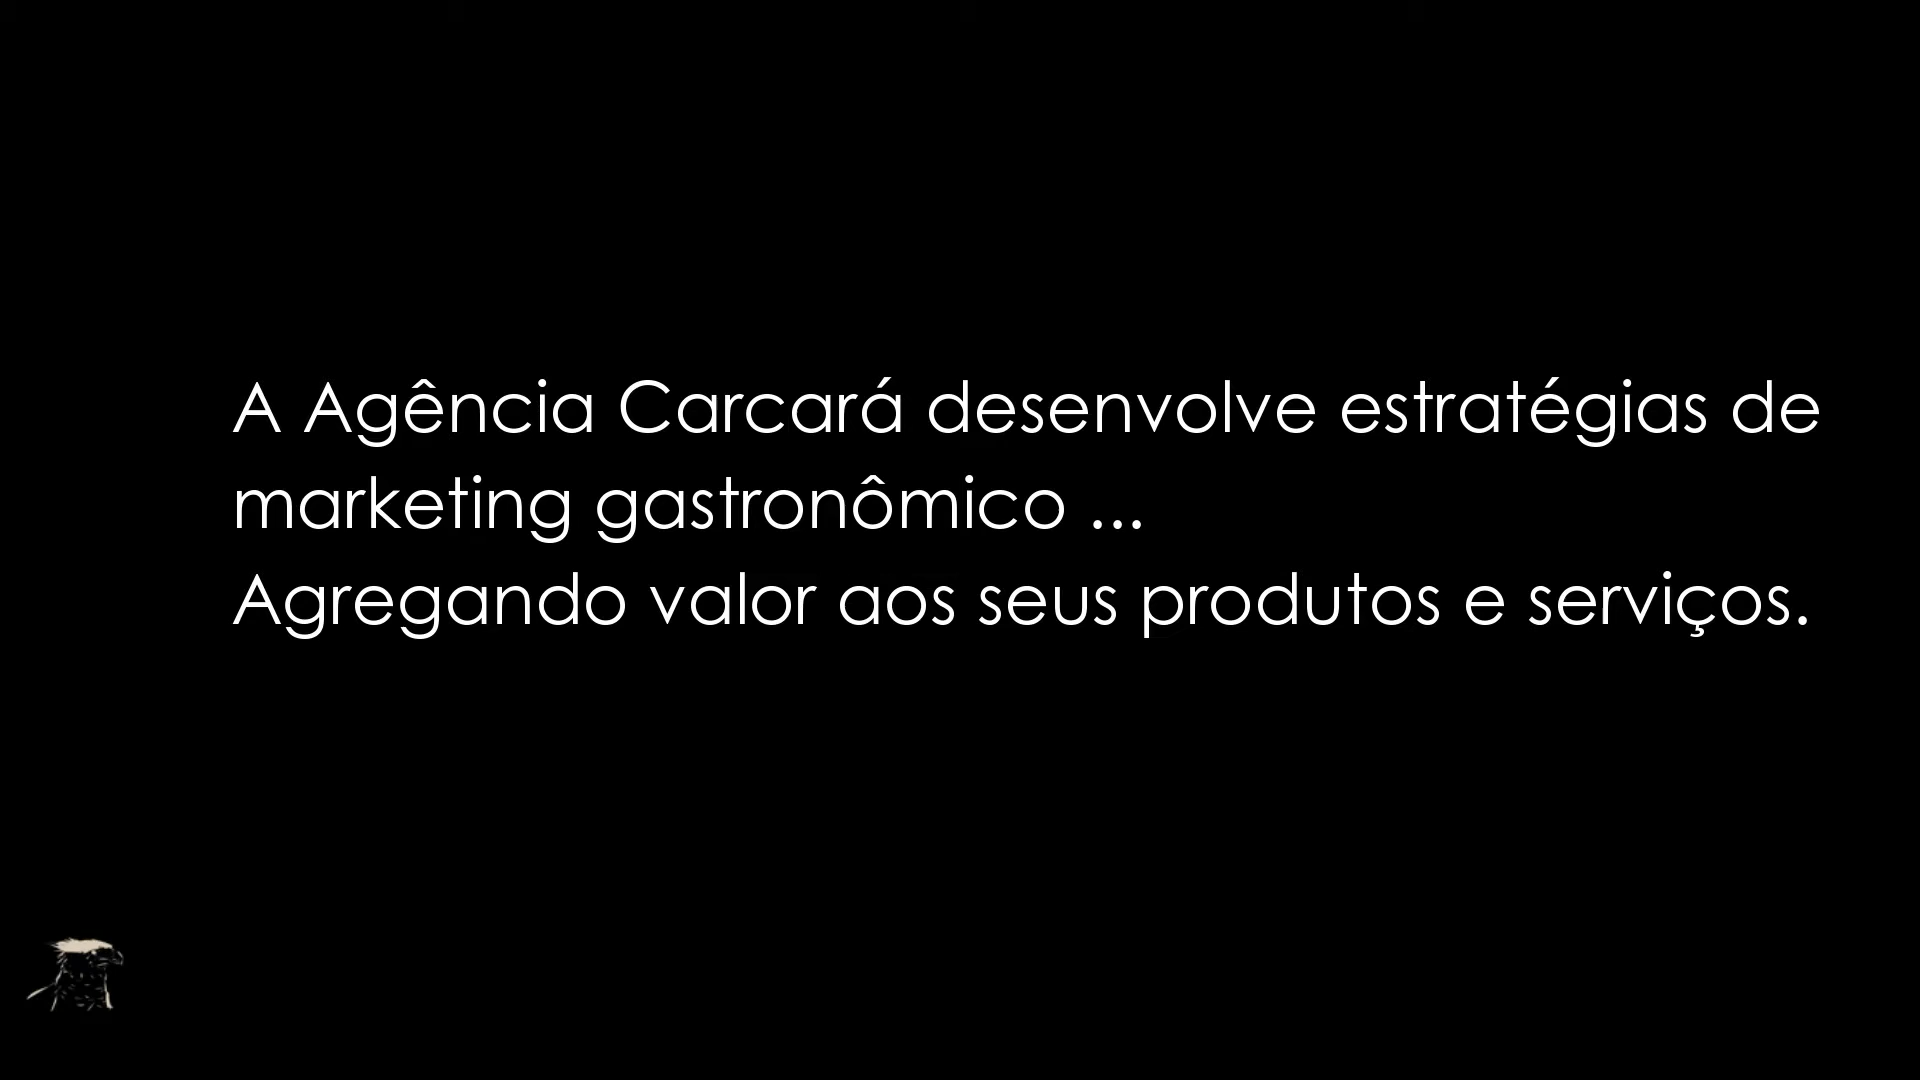 A Agência Carcará desenvolve estratégias de
marketing gastronômico ...
Agregando valor aos seus produtos e serviços.